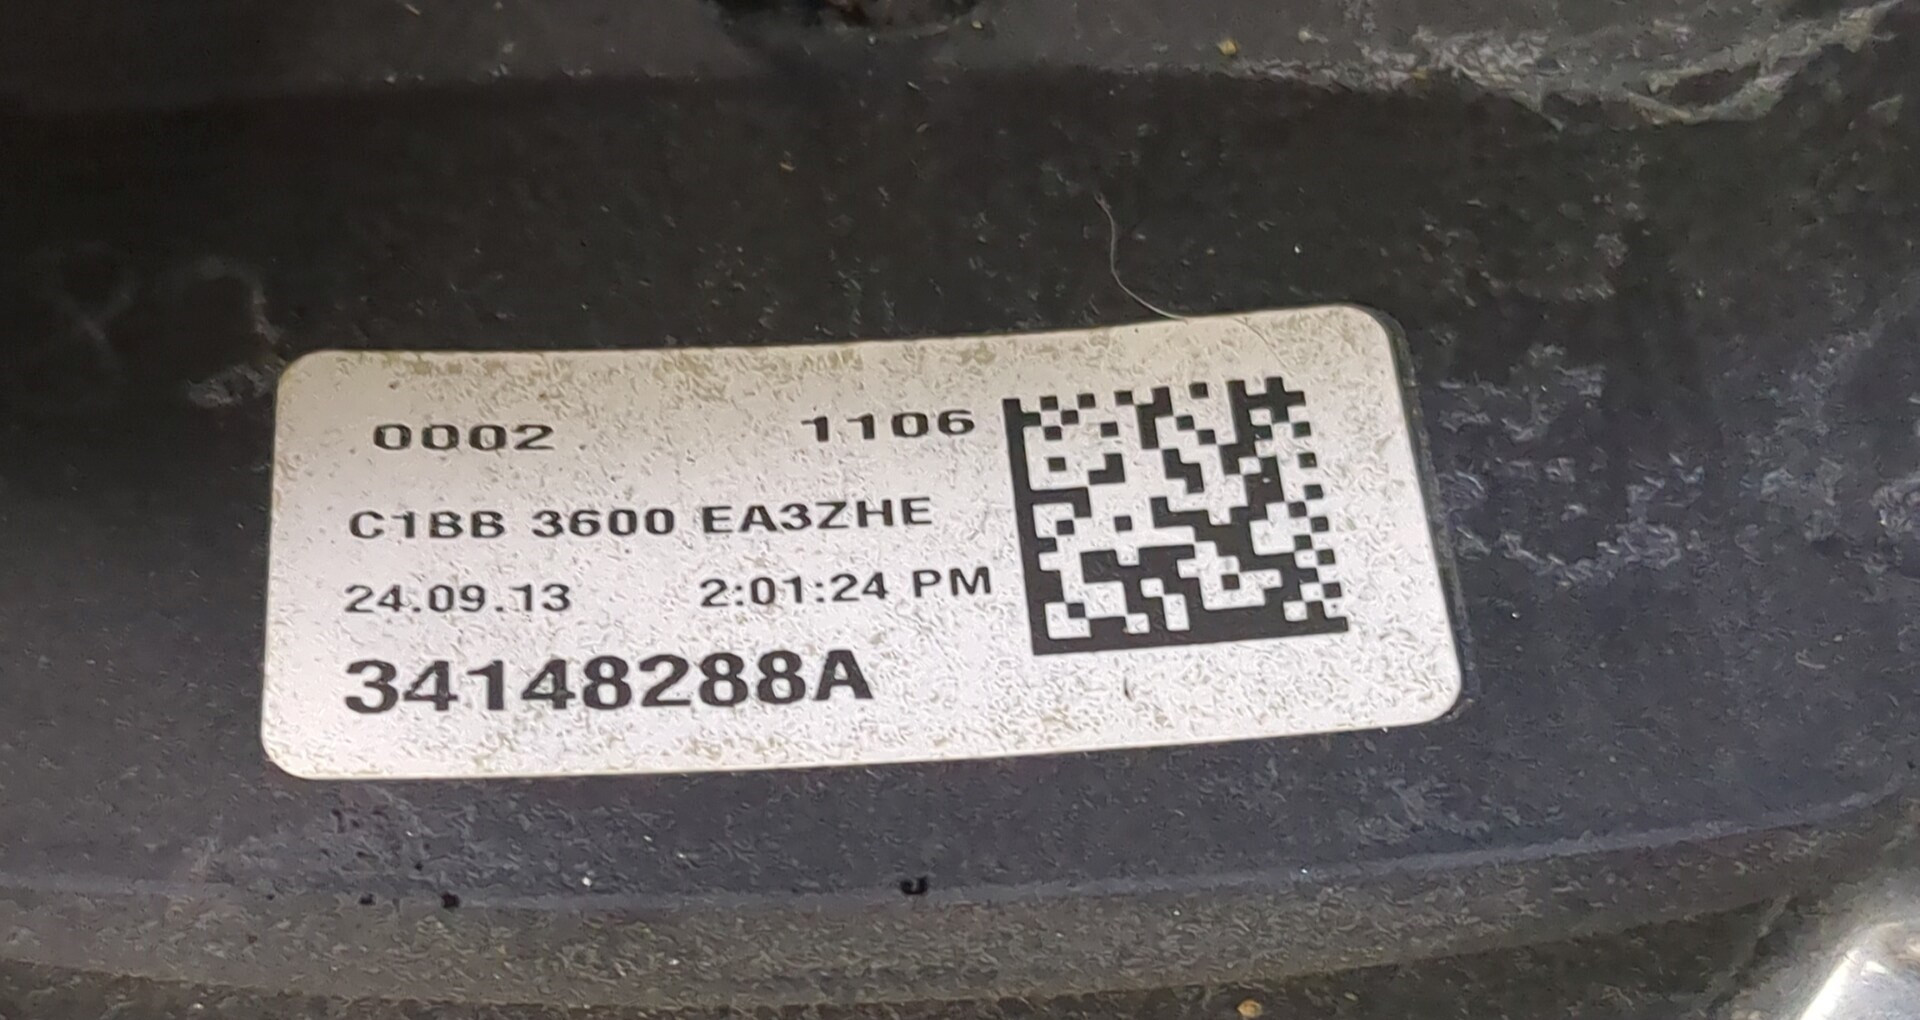 0002 1106
C1BB 3600 EA3ZHE
24.09.13 2:01:24 PM
34148288A